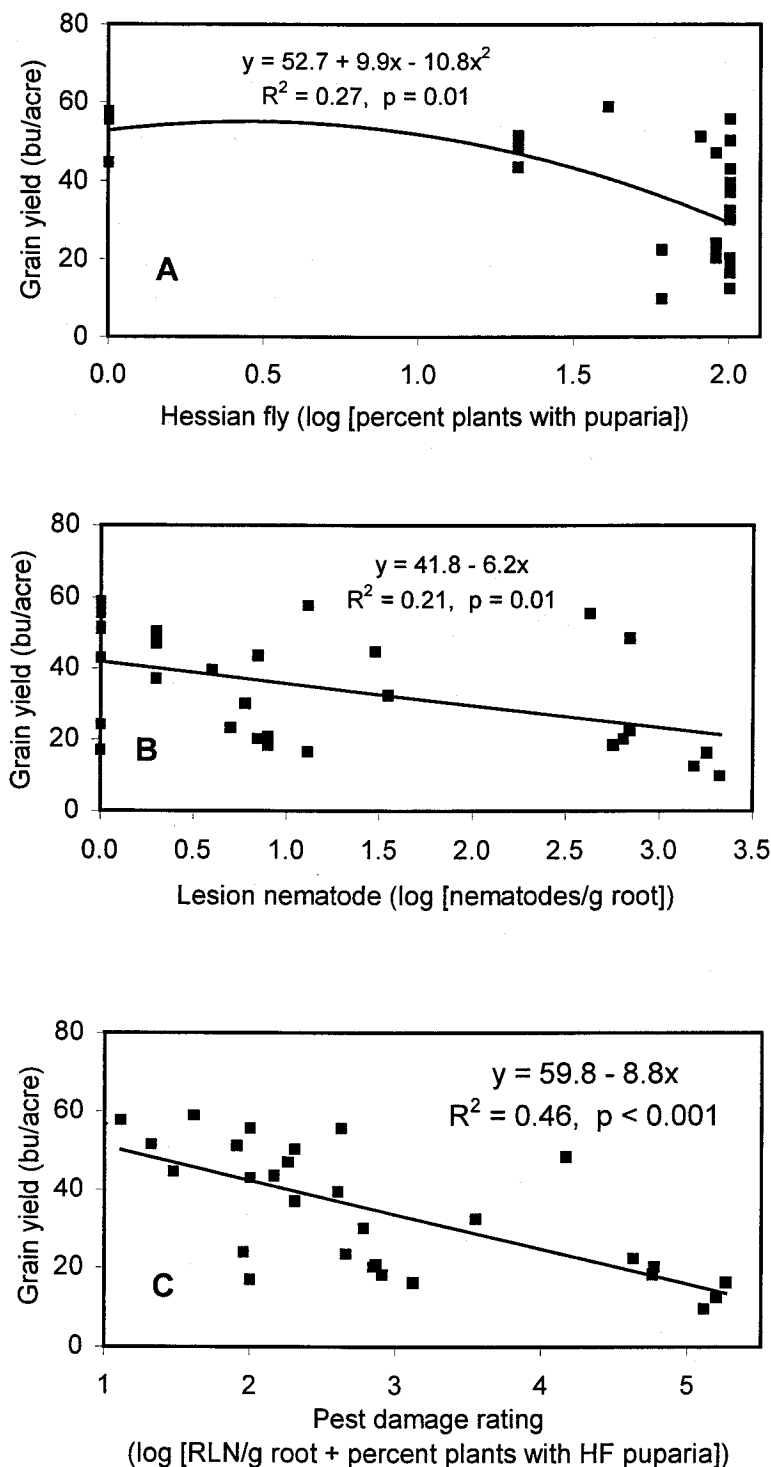 y = 52.7 + 9.9x - 10.8x²
R² = 0.27, p = 0.01
Grain yield (bu/acre)
80
60
40
20
0
A
0.0 0.5 1.0 1.5 2.0
Hessian fly (log [percent plants with puparia])
y = 41.8 - 6.2x
R² = 0.21, p = 0.01
Grain yield (bu/acre)
80
60
40
20
0
B
0.0 0.5 1.0 1.5 2.0 2.5 3.0 3.5
Lesion nematode (log [nematodes/g root])
y = 59.8 - 8.8x
R² = 0.46, p < 0.001
Grain yield (bu/acre)
80
60
40
20
0
C
1 2 3 4 5
Pest damage rating
(log [RLN/g root + percent plants with HF puparia])